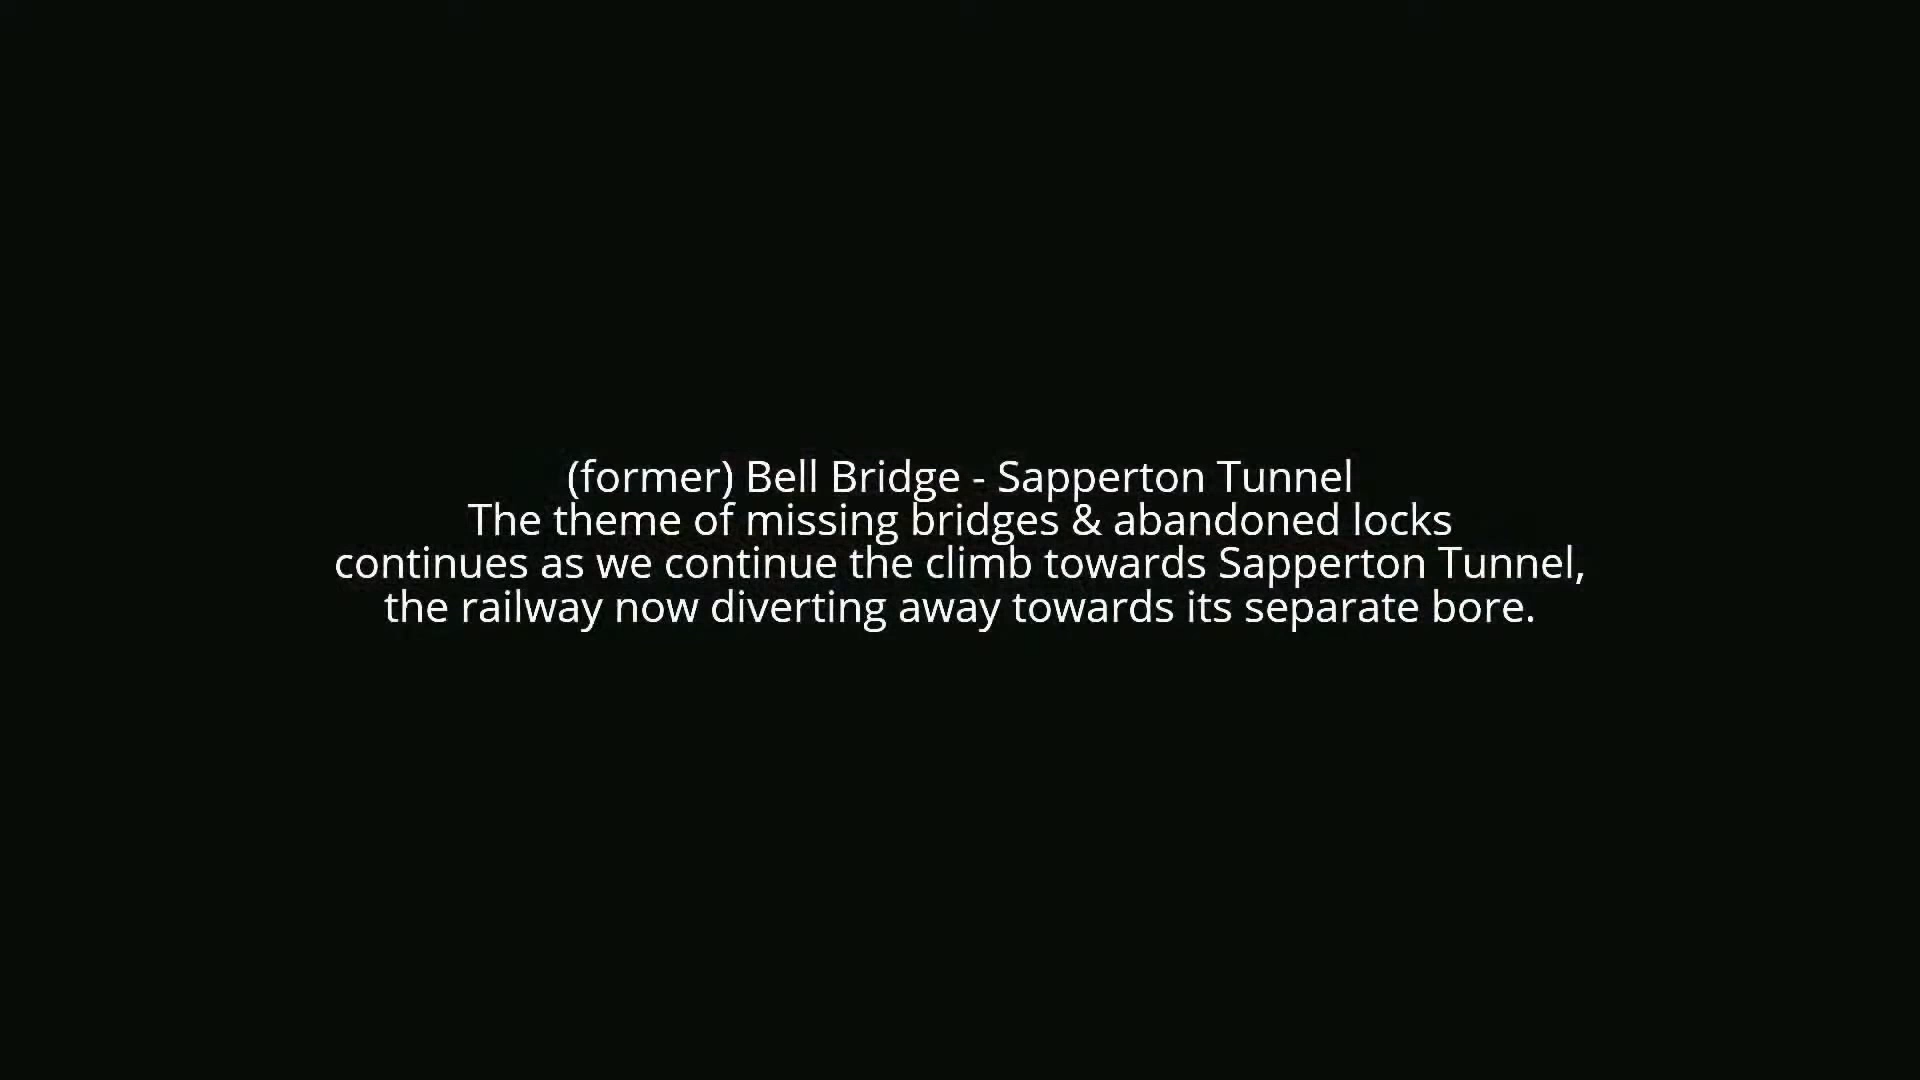 (former) Bell Bridge - Sapperton Tunnel
The theme of missing bridges & abandoned locks
continues as we continue the climb towards Sapperton Tunnel,
the railway now diverting away towards its separate bore.